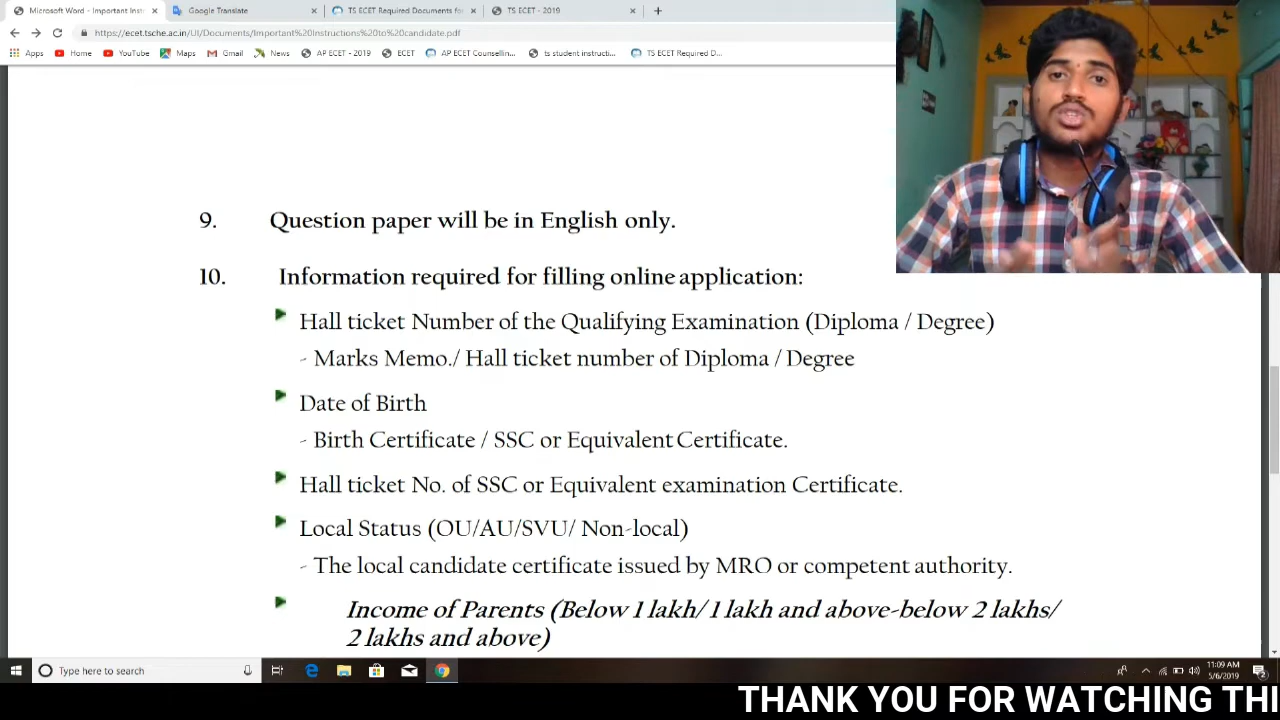 Microsoft Word - Important Inst
Google Translate
TS ECET Required Documents for
TS ECET - 2019
https://ecet.tsche.ac.in/UI/Documents/Important%20Instructions%20to%20candidate.pdf
Apps Home YouTube Maps Gmail News AP ECET - 2019 ECET AP ECET Counsellin... ts student instructi... TS ECET Required D...
9. Question paper will be in English only.
10. Information required for filling online application:
Hall ticket Number of the Qualifying Examination (Diploma / Degree)
- Marks Memo./ Hall ticket number of Diploma / Degree
Date of Birth
- Birth Certificate / SSC or Equivalent Certificate.
Hall ticket No. of SSC or Equivalent examination Certificate.
Local Status (OU/AU/SVU/ Non-local)
- The local candidate certificate issued by MRO or competent authority.
Income of Parents (Below 1 lakh/ 1 lakh and above-below 2 lakhs/
2 lakhs and above)
Type here to search
11:09 AM
5/6/2019
THANK YOU FOR WATCHING THI